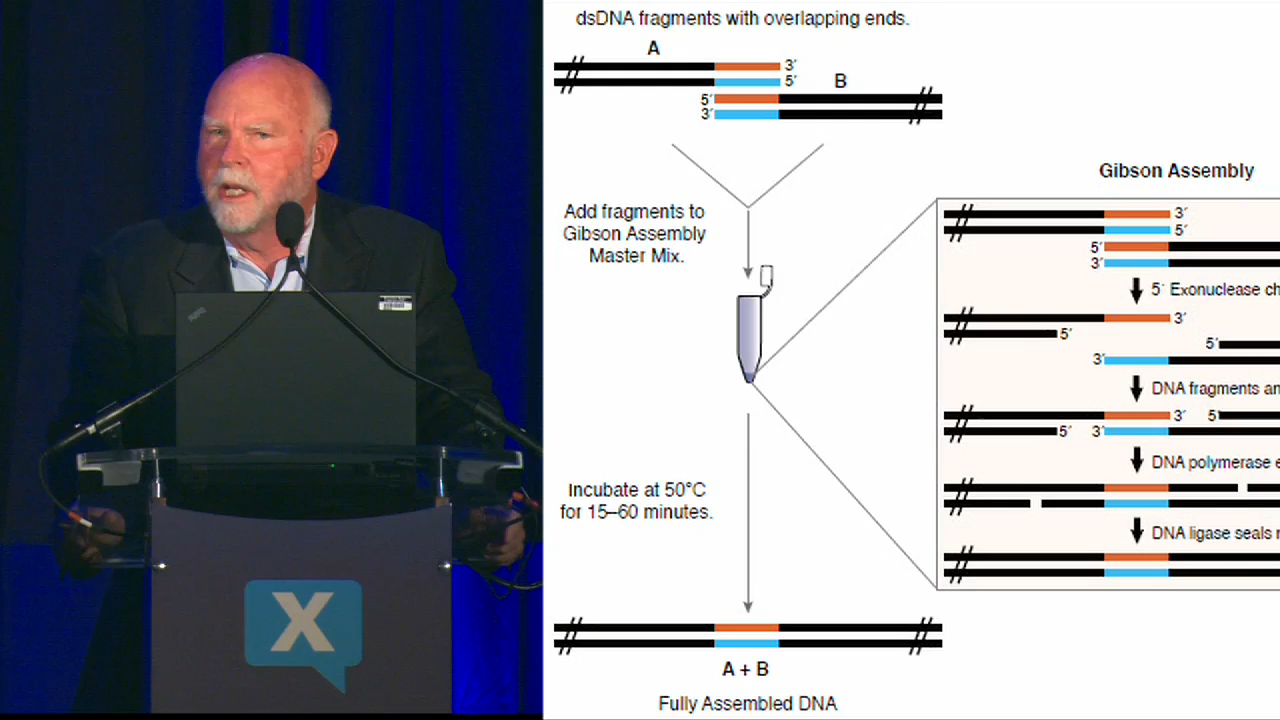 dsDNA fragments with overlapping ends.
A
3′
5′
B
5′
3′
Add fragments to
Gibson Assembly
Master Mix.
Incubate at 50°C
for 15–60 minutes.
A + B
Fully Assembled DNA
Gibson Assembly
3′
5′
5′
3′
5′ Exonuclease ch
3′
5′
5′
3′
DNA fragments an
3′ 5′
5′ 3′
DNA polymerase e
DNA ligase seals
X